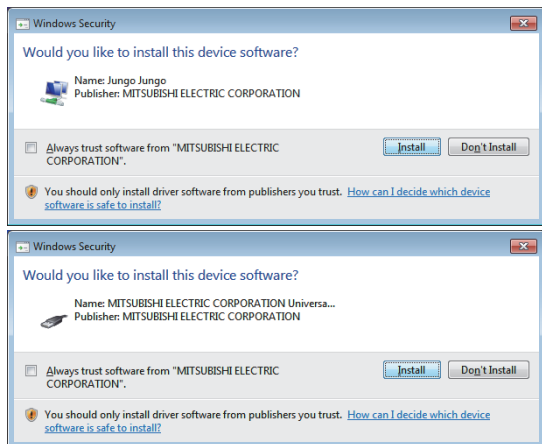 Windows Security
Would you like to install this device software?
Name: Jungo Jungo
Publisher: MITSUBISHI ELECTRIC CORPORATION
Always trust software from "MITSUBISHI ELECTRIC
CORPORATION".
Install
Don't Install
You should only install driver software from publishers you trust. How can I decide which device
software is safe to install?
Windows Security
Would you like to install this device software?
Name: MITSUBISHI ELECTRIC CORPORATION Universa...
Publisher: MITSUBISHI ELECTRIC CORPORATION
Always trust software from "MITSUBISHI ELECTRIC
CORPORATION".
Install
Don't Install
You should only install driver software from publishers you trust. How can I decide which device
software is safe to install?